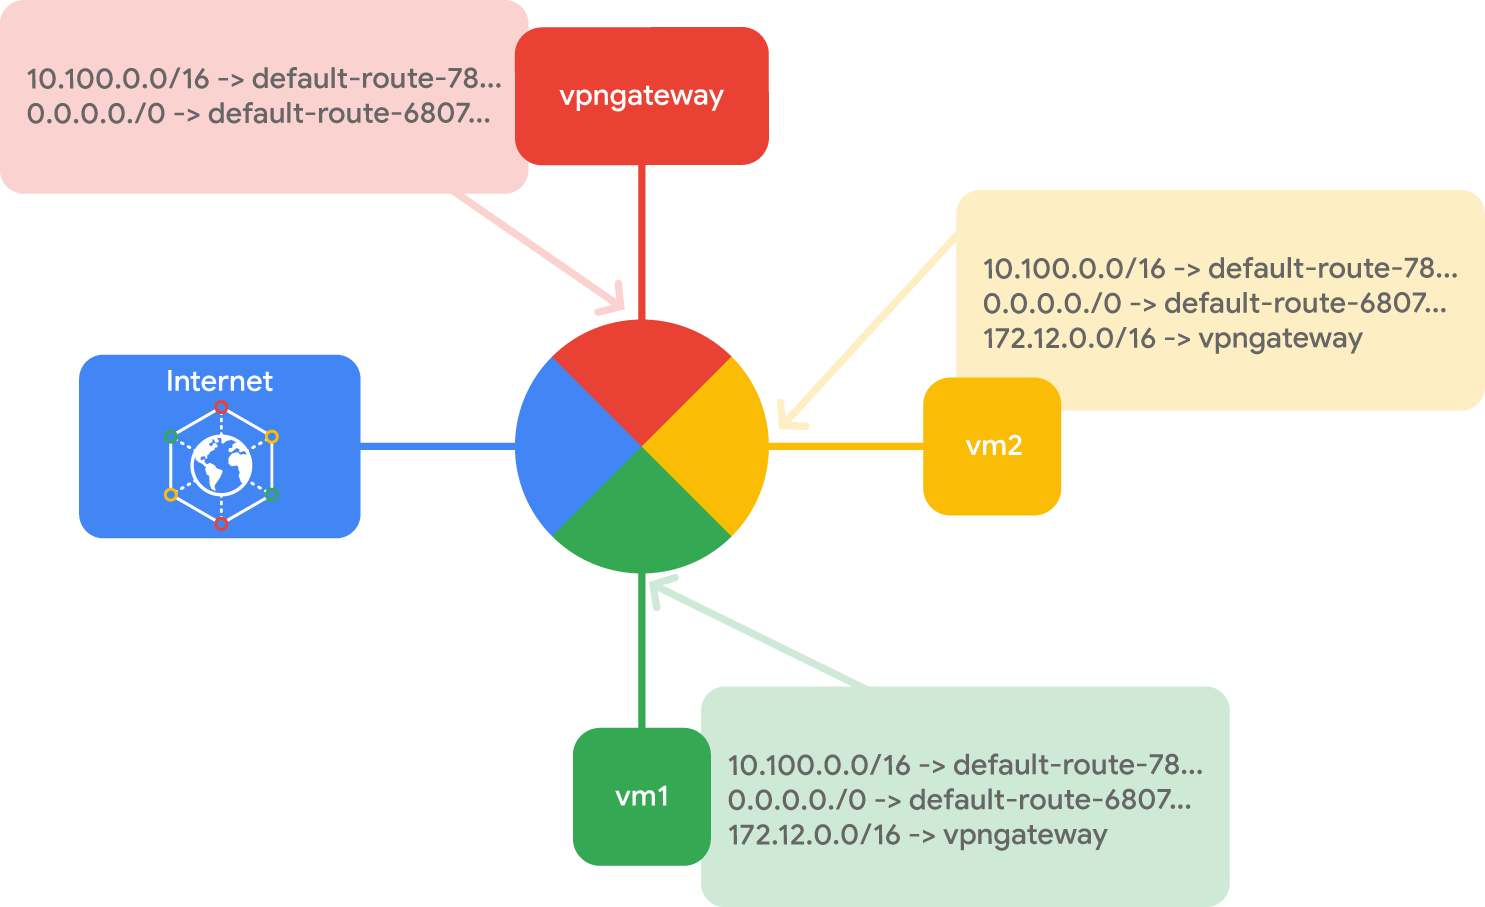 10.100.0.0/16 -> default-route-78...
0.0.0.0./0 -> default-route-6807...
vpngateway
10.100.0.0/16 -> default-route-78...
0.0.0.0./0 -> default-route-6807...
172.12.0.0/16 -> vpngateway
Internet
vm2
vm1
10.100.0.0/16 -> default-route-78...
0.0.0.0./0 -> default-route-6807...
172.12.0.0/16 -> vpngateway